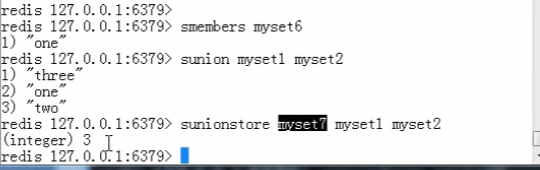 redis 127.0.0.1:6379>
redis 127.0.0.1:6379> smembers myset6
1) "one"
redis 127.0.0.1:6379> sunion myset1 myset2
1) "three"
2) "one"
3) "two"
redis 127.0.0.1:6379> sunionstore myset7 myset1 myset2
(integer) 3
redis 127.0.0.1:6379>